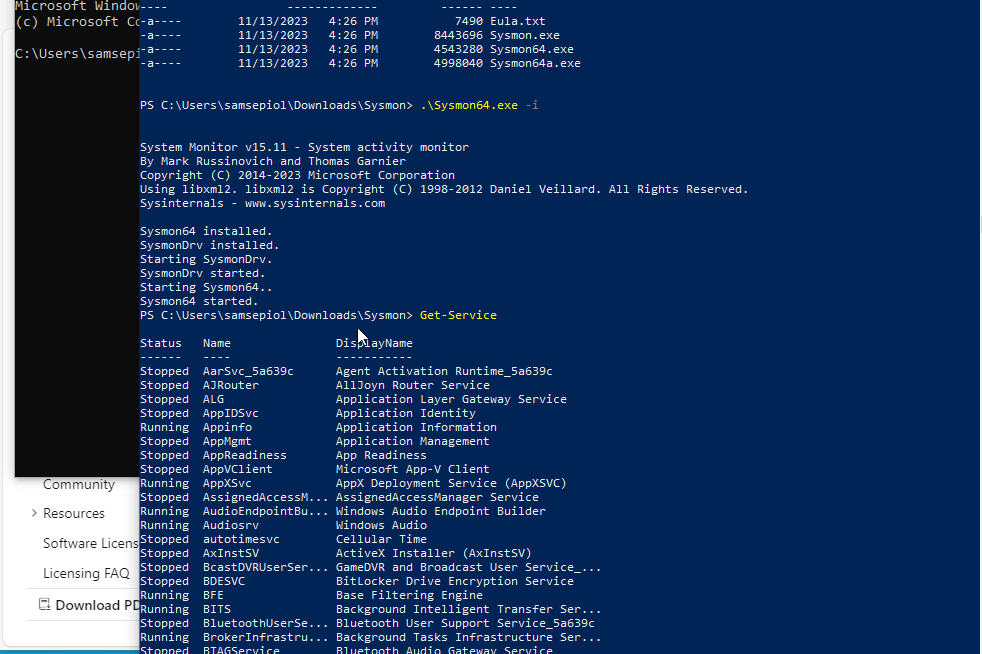 Microsoft Window
(c) Microsoft Co
C:\Users\samsepi
Community
Resources
Software Licens
Licensing FAQ
Download PD
---- ------------- ------ ----
-a---- 11/13/2023 4:26 PM 7490 Eula.txt
-a---- 11/13/2023 4:26 PM 8443696 Sysmon.exe
-a---- 11/13/2023 4:26 PM 4543280 Sysmon64.exe
-a---- 11/13/2023 4:26 PM 4998040 Sysmon64a.exe
PS C:\Users\samsepiol\Downloads\Sysmon> .\Sysmon64.exe -i
System Monitor v15.11 - System activity monitor
By Mark Russinovich and Thomas Garnier
Copyright (C) 2014-2023 Microsoft Corporation
Using libxml2. libxml2 is Copyright (C) 1998-2012 Daniel Veillard. All Rights Reserved.
Sysinternals - www.sysinternals.com
Sysmon64 installed.
SysmonDrv installed.
Starting SysmonDrv.
SysmonDrv started.
Starting Sysmon64..
Sysmon64 started.
PS C:\Users\samsepiol\Downloads\Sysmon> Get-Service
Status Name DisplayName
------ ---- -----------
Stopped AarSvc_5a639c Agent Activation Runtime_5a639c
Stopped AJRouter AllJoyn Router Service
Stopped ALG Application Layer Gateway Service
Stopped AppIDSvc Application Identity
Running Appinfo Application Information
Stopped AppMgmt Application Management
Stopped AppReadiness App Readiness
Stopped AppVClient Microsoft App-V Client
Running AppXSvc AppX Deployment Service (AppXSVC)
Stopped AssignedAccessM... AssignedAccessManager Service
Running AudioEndpointBu... Windows Audio Endpoint Builder
Running Audiosrv Windows Audio
Stopped autotimesvc Cellular Time
Stopped AxInstSV ActiveX Installer (AxInstSV)
Stopped BcastDVRUserSer... GameDVR and Broadcast User Service_...
Stopped BDESVC BitLocker Drive Encryption Service
Running BFE Base Filtering Engine
Running BITS Background Intelligent Transfer Ser...
Stopped BluetoothUserSe... Bluetooth User Support Service_5a639c
Running BrokerInfrastru... Background Tasks Infrastructure Ser...
Stopped BTAGService Bluetooth Audio Gateway Service